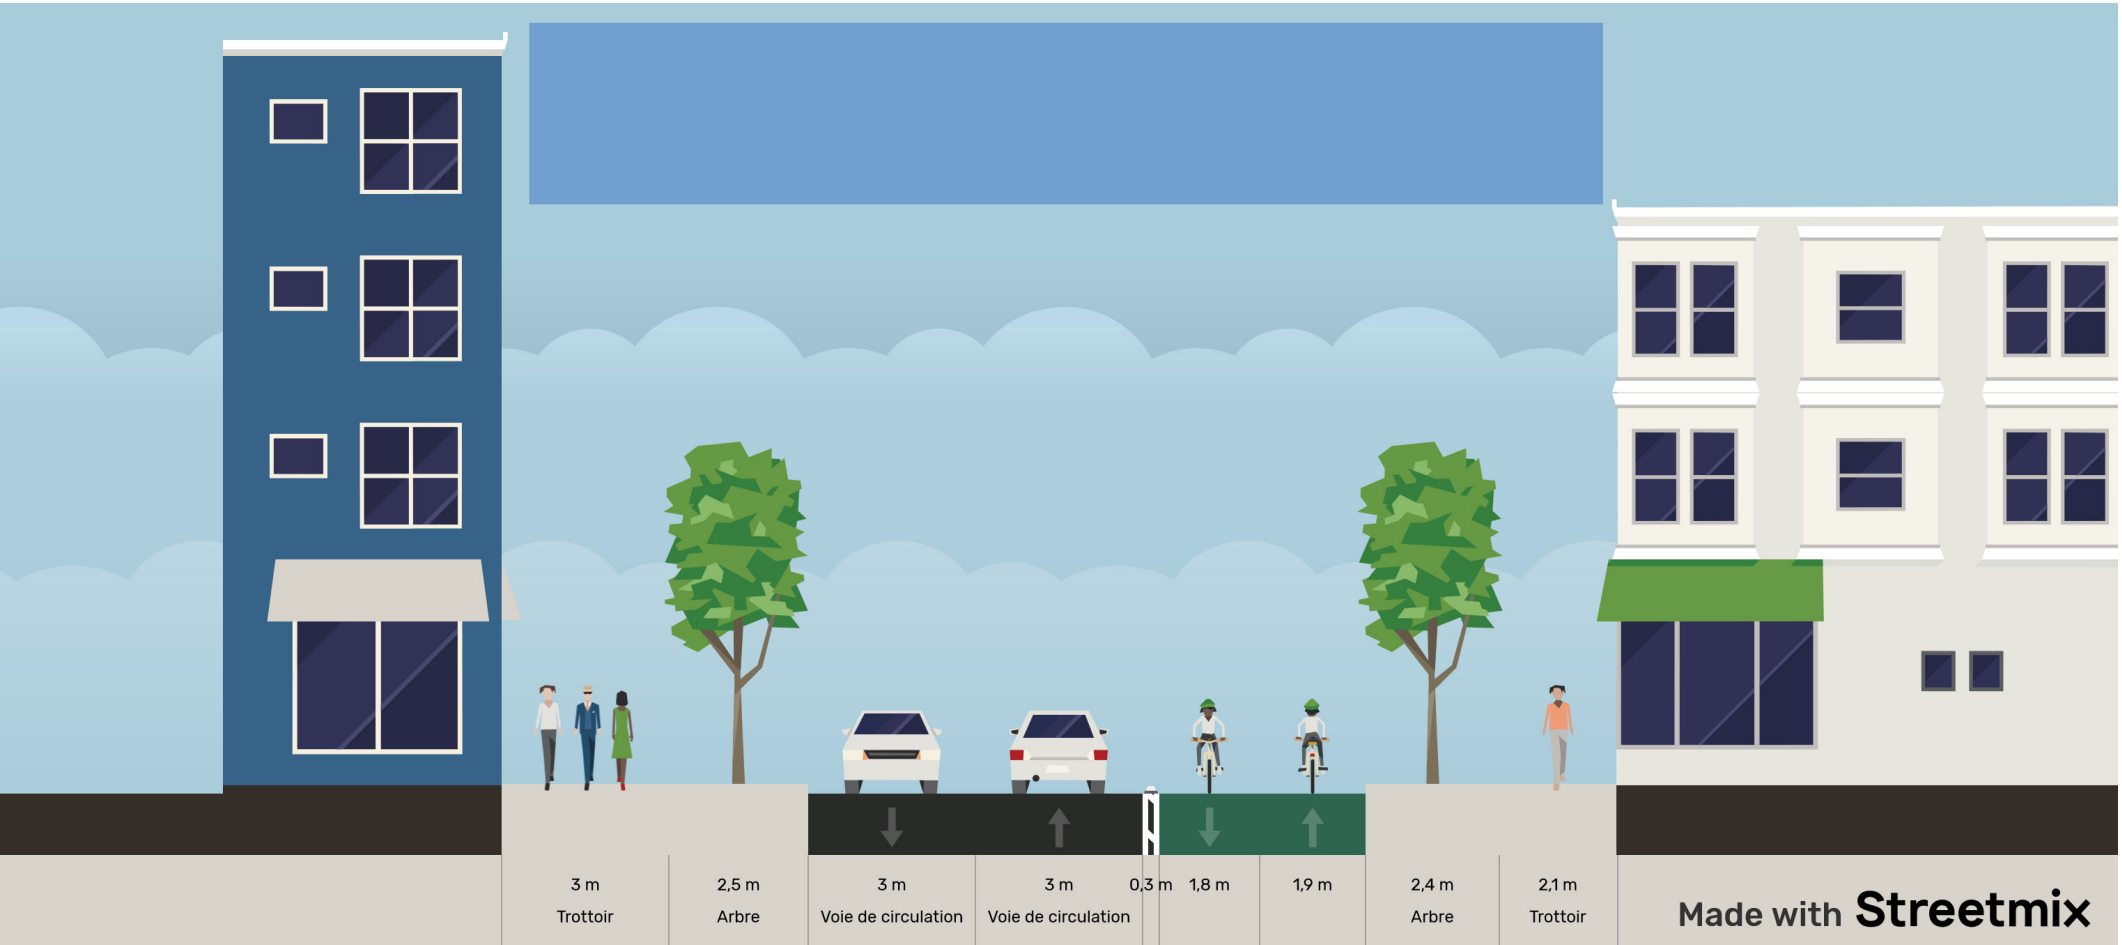 3 m
Trottoir
2,5 m
Arbre
3 m
Voie de circulation
3 m
Voie de circulation
0,3 m
1,8 m
1,9 m
2,4 m
Arbre
2,1 m
Trottoir
Made with Streetmix